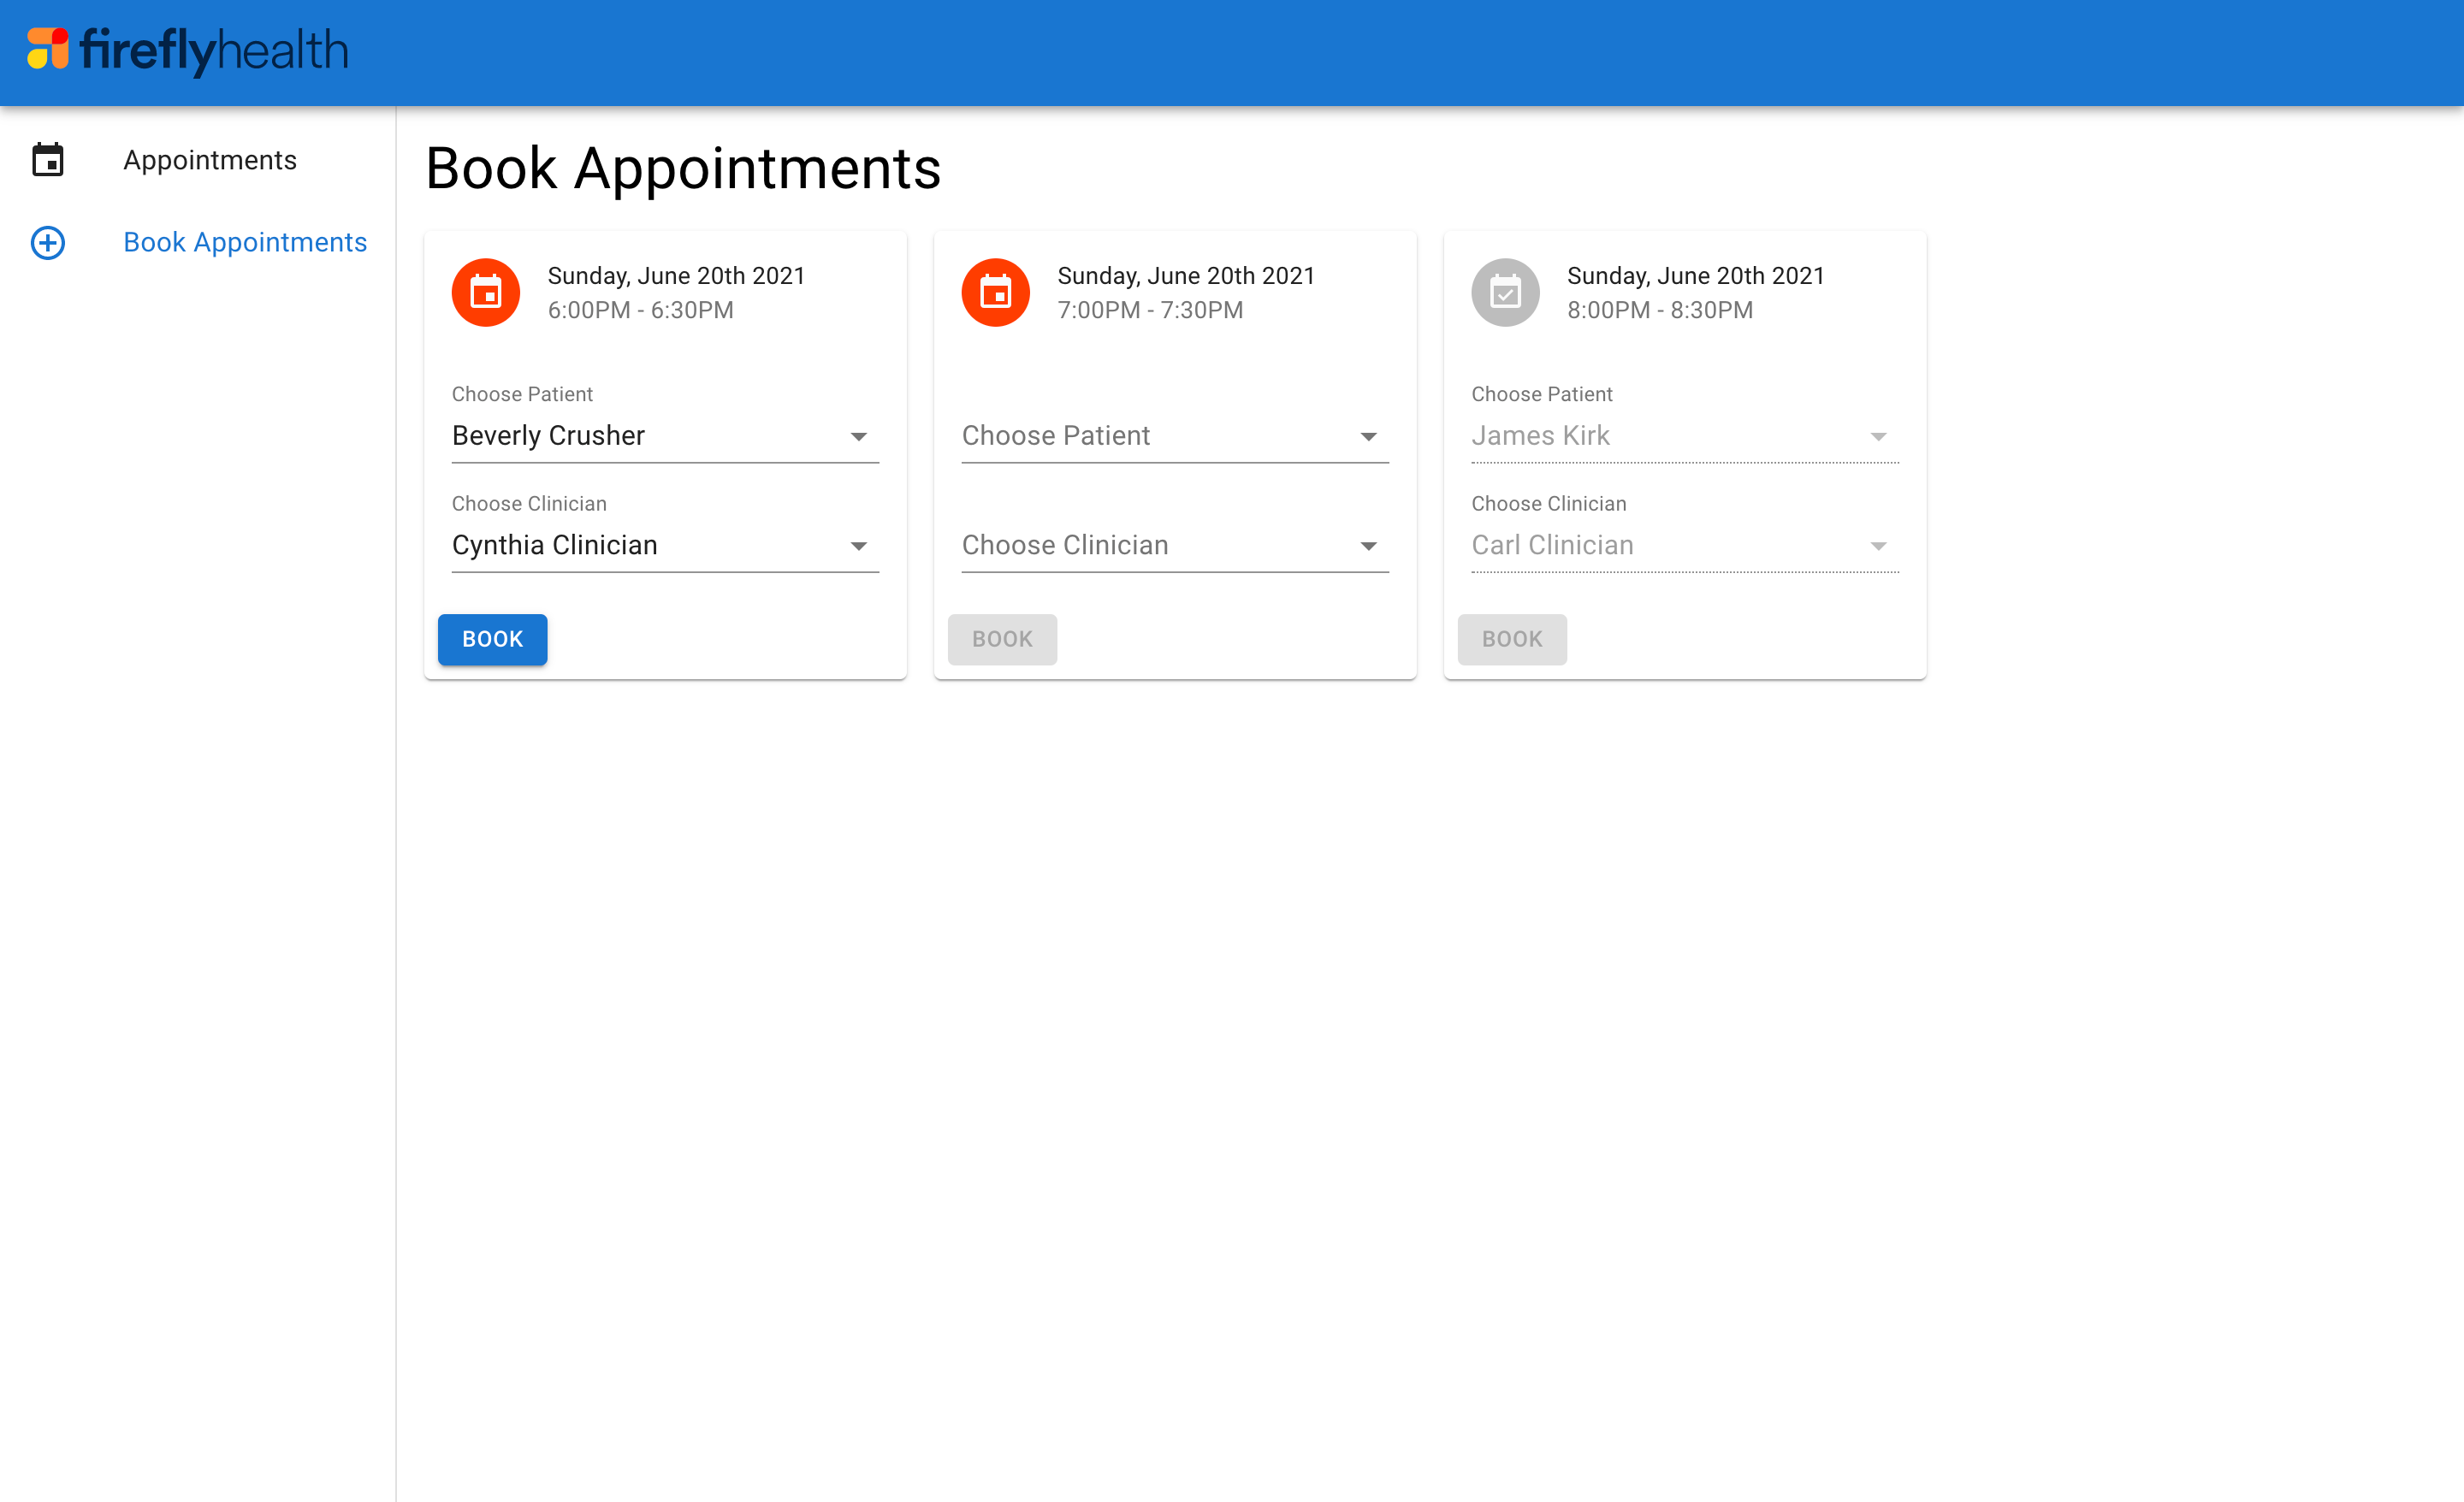 fireflyhealth
Appointments
Book Appointments
Book Appointments
Sunday, June 20th 2021
6:00PM - 6:30PM
Choose Patient
Beverly Crusher
Choose Clinician
Cynthia Clinician
BOOK
Sunday, June 20th 2021
7:00PM - 7:30PM
Choose Patient
Choose Clinician
BOOK
Sunday, June 20th 2021
8:00PM - 8:30PM
Choose Patient
James Kirk
Choose Clinician
Carl Clinician
BOOK